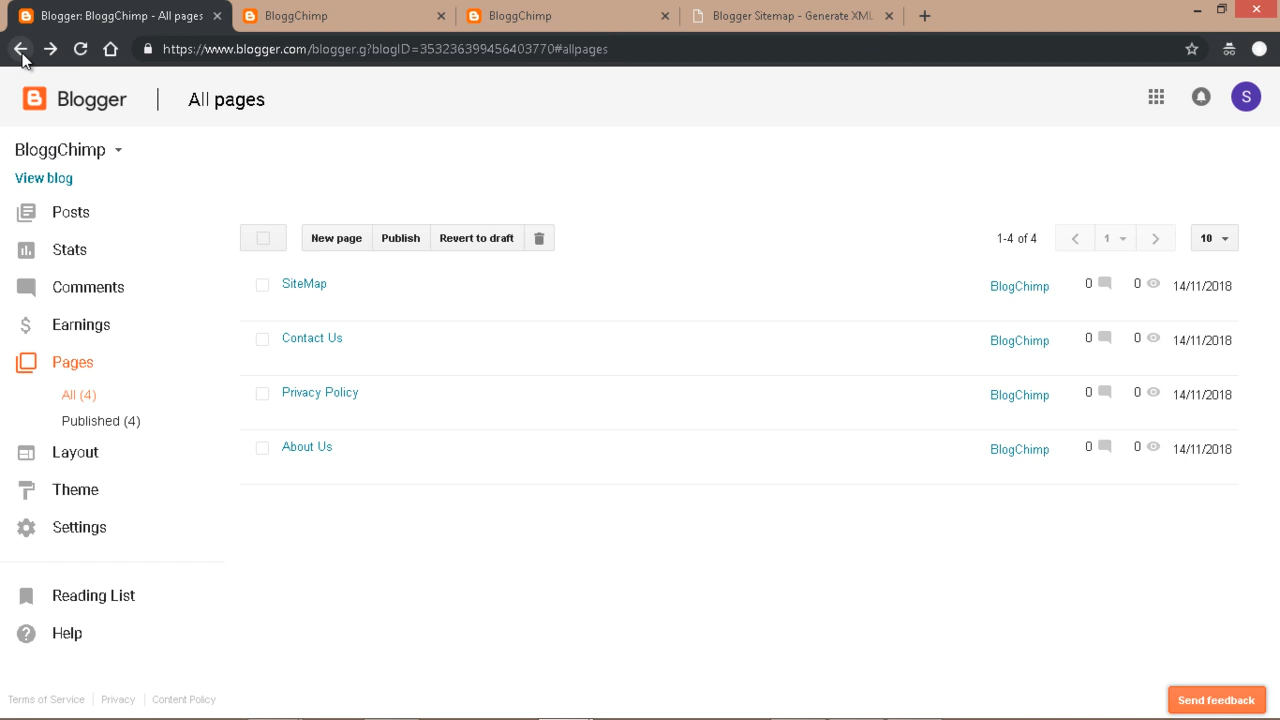 Blogger: BloggChimp - All pages
BloggChimp
BloggChimp
Blogger Sitemap - Generate XML
https://www.blogger.com/blogger.g?blogID=353236399456403770#allpages
Blogger
All pages
S
BloggChimp
View blog
Posts
Stats
Comments
Earnings
Pages
All (4)
Published (4)
Layout
Theme
Settings
Reading List
Help
New page
Publish
Revert to draft
1-4 of 4
1
10
SiteMap BlogChimp 0 0 14/11/2018
Contact Us BlogChimp 0 0 14/11/2018
Privacy Policy BlogChimp 0 0 14/11/2018
About Us BlogChimp 0 0 14/11/2018
Terms of Service
Privacy
Content Policy
Send feedback